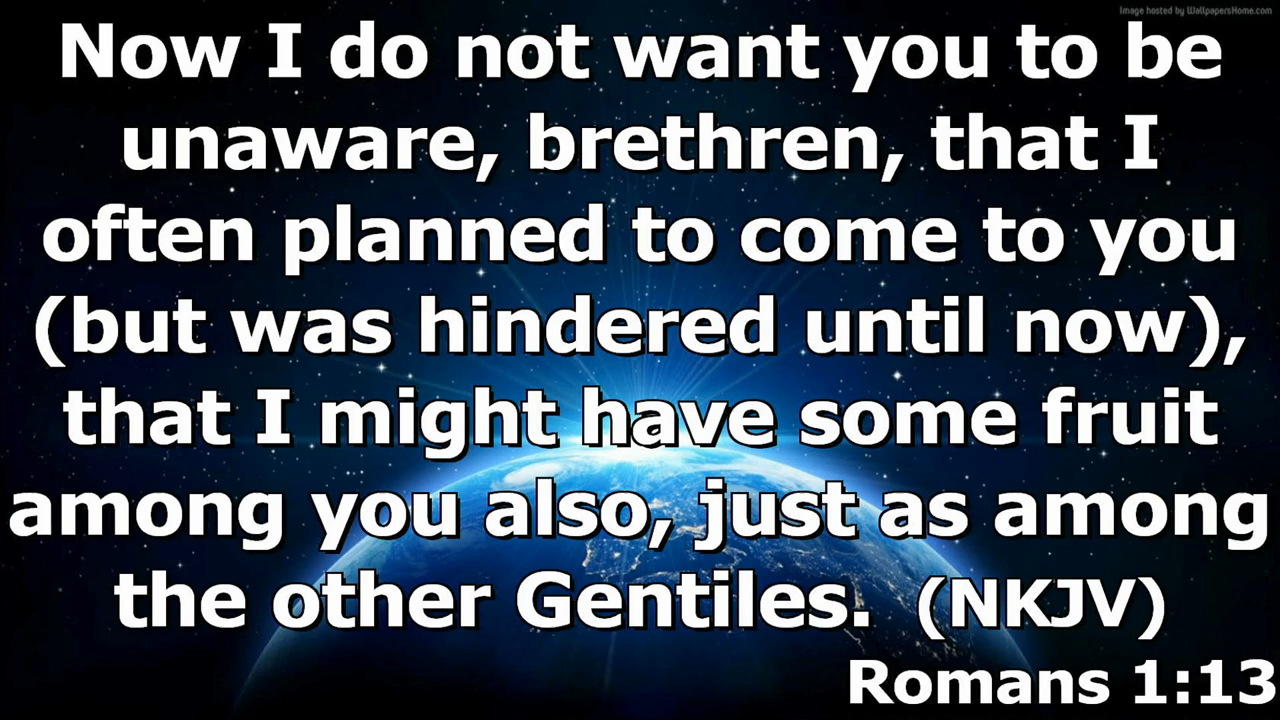 Image hosted by WallpapersHome.com
Now I do not want you to be
unaware, brethren, that I
often planned to come to you
(but was hindered until now),
that I might have some fruit
among you also, just as among
the other Gentiles. (NKJV)
Romans 1:13